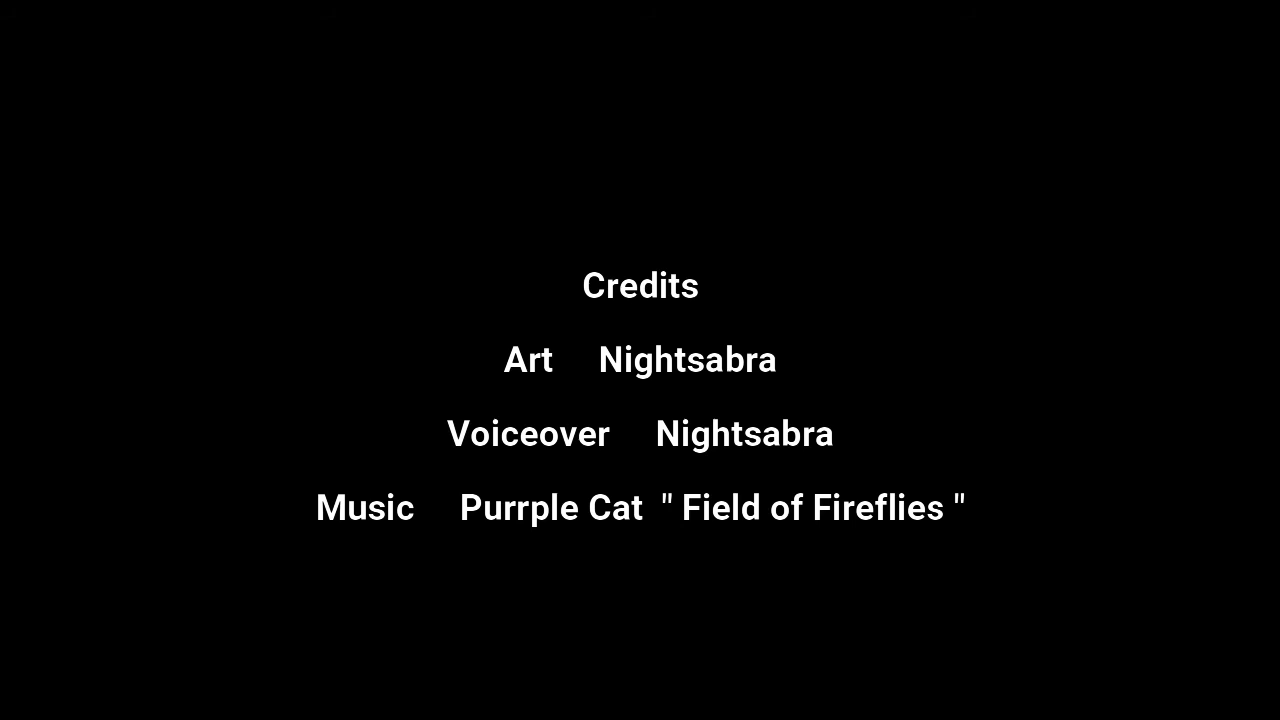 Credits
Art Nightsabra
Voiceover Nightsabra
Music Purrple Cat " Field of Fireflies "